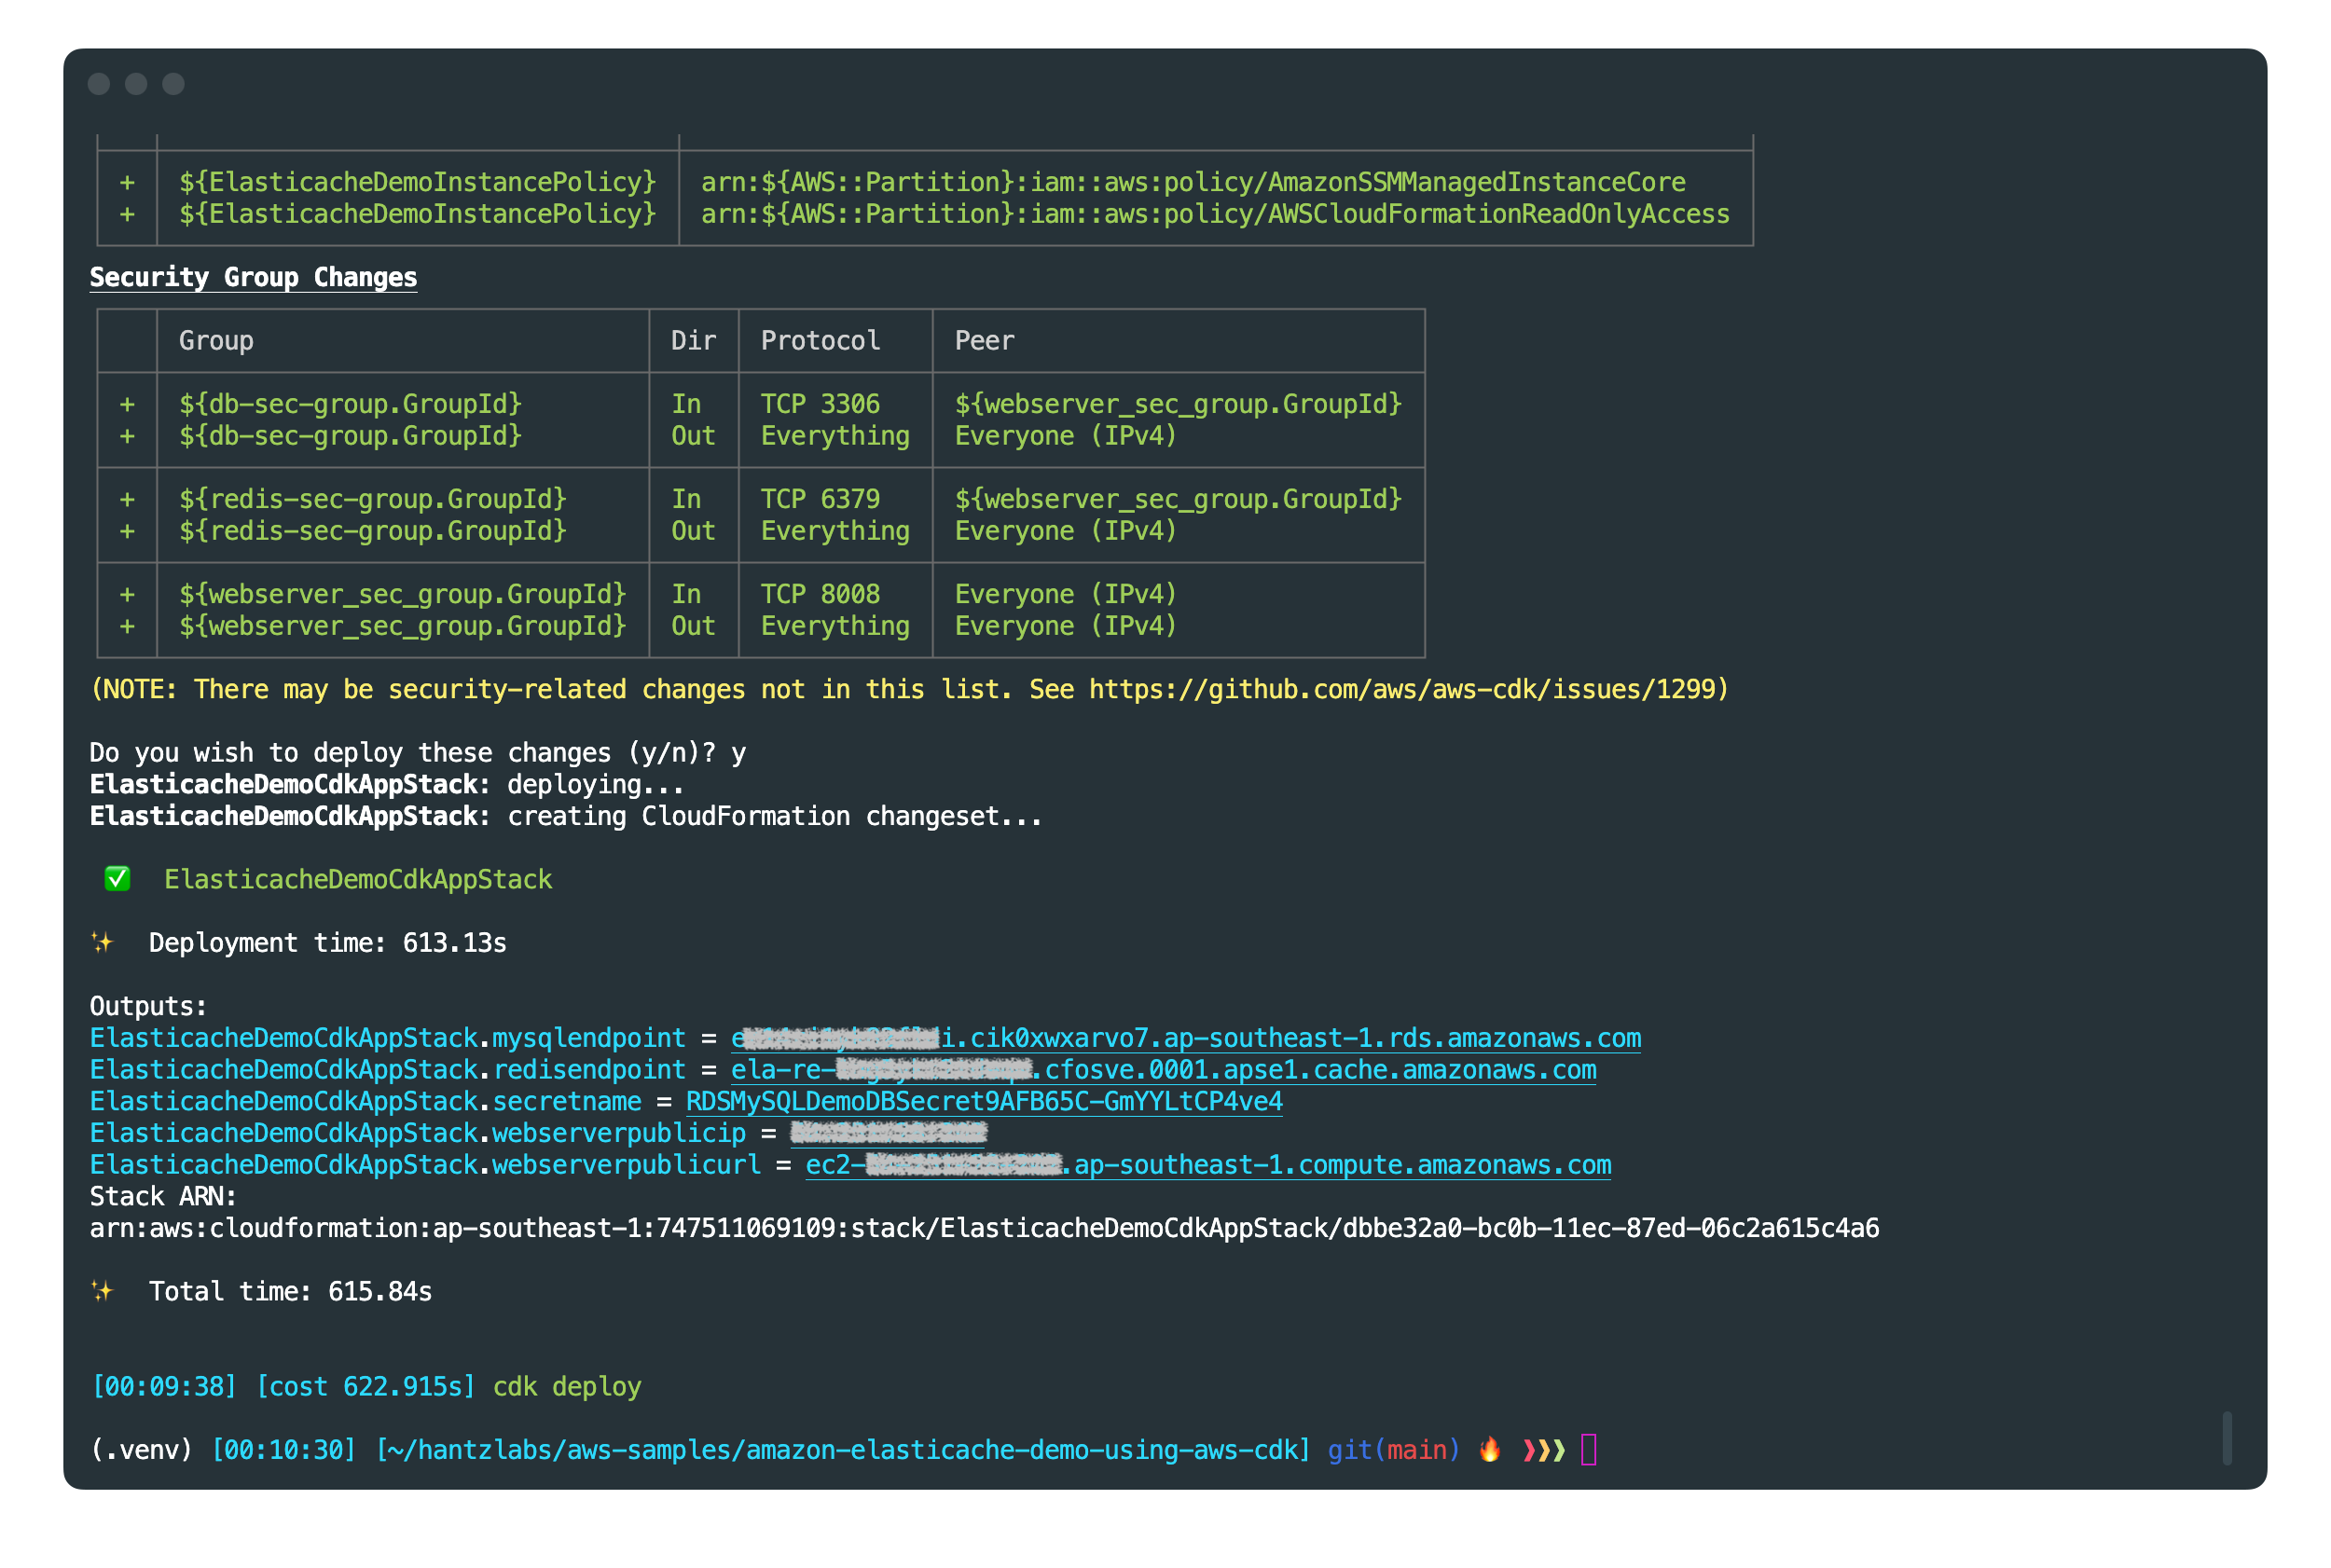 + ${ElasticacheDemoInstancePolicy} arn:${AWS::Partition}:iam::aws:policy/AmazonSSMManagedInstanceCore
+ ${ElasticacheDemoInstancePolicy} arn:${AWS::Partition}:iam::aws:policy/AWSCloudFormationReadOnlyAccess
Security Group Changes
Group Dir Protocol Peer
+ ${db-sec-group.GroupId} In TCP 3306 ${webserver_sec_group.GroupId}
+ ${db-sec-group.GroupId} Out Everything Everyone (IPv4)
+ ${redis-sec-group.GroupId} In TCP 6379 ${webserver_sec_group.GroupId}
+ ${redis-sec-group.GroupId} Out Everything Everyone (IPv4)
+ ${webserver_sec_group.GroupId} In TCP 8008 Everyone (IPv4)
+ ${webserver_sec_group.GroupId} Out Everything Everyone (IPv4)
(NOTE: There may be security-related changes not in this list. See https://github.com/aws/aws-cdk/issues/1299)
Do you wish to deploy these changes (y/n)? y
ElasticacheDemoCdkAppStack: deploying...
ElasticacheDemoCdkAppStack: creating CloudFormation changeset...
✅ ElasticacheDemoCdkAppStack
✨ Deployment time: 613.13s
Outputs:
ElasticacheDemoCdkAppStack.mysqlendpoint = e i.cik0xwxarvo7.ap-southeast-1.rds.amazonaws.com
ElasticacheDemoCdkAppStack.redisendpoint = ela-re- .cfosve.0001.apse1.cache.amazonaws.com
ElasticacheDemoCdkAppStack.secretname = RDSMySQLDemoDBSecret9AFB65C-GmYYLtCP4ve4
ElasticacheDemoCdkAppStack.webserverpublicip =
ElasticacheDemoCdkAppStack.webserverpublicurl = ec2- .ap-southeast-1.compute.amazonaws.com
Stack ARN:
arn:aws:cloudformation:ap-southeast-1:747511069109:stack/ElasticacheDemoCdkAppStack/dbbe32a0-bc0b-11ec-87ed-06c2a615c4a6
✨ Total time: 615.84s
[00:09:38] [cost 622.915s] cdk deploy
(.venv) [00:10:30] [~/hantzlabs/aws-samples/amazon-elasticache-demo-using-aws-cdk] git(main) 🔥 ❯❯❯